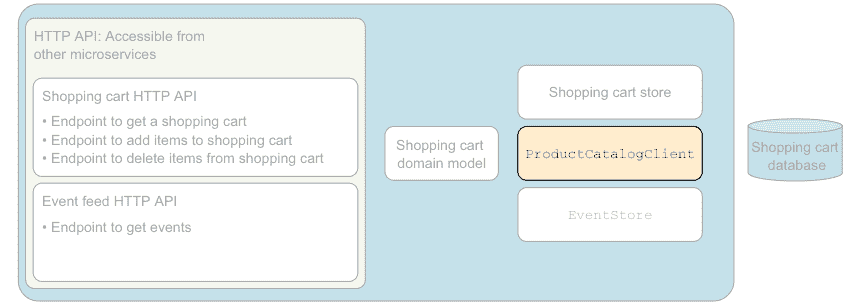 HTTP API: Accessible from
other microservices
Shopping cart HTTP API
• Endpoint to get a shopping cart
• Endpoint to add items to shopping cart
• Endpoint to delete items from shopping cart
Event feed HTTP API
• Endpoint to get events
Shopping cart
domain model
Shopping cart store
ProductCatalogClient
EventStore
Shopping cart
database